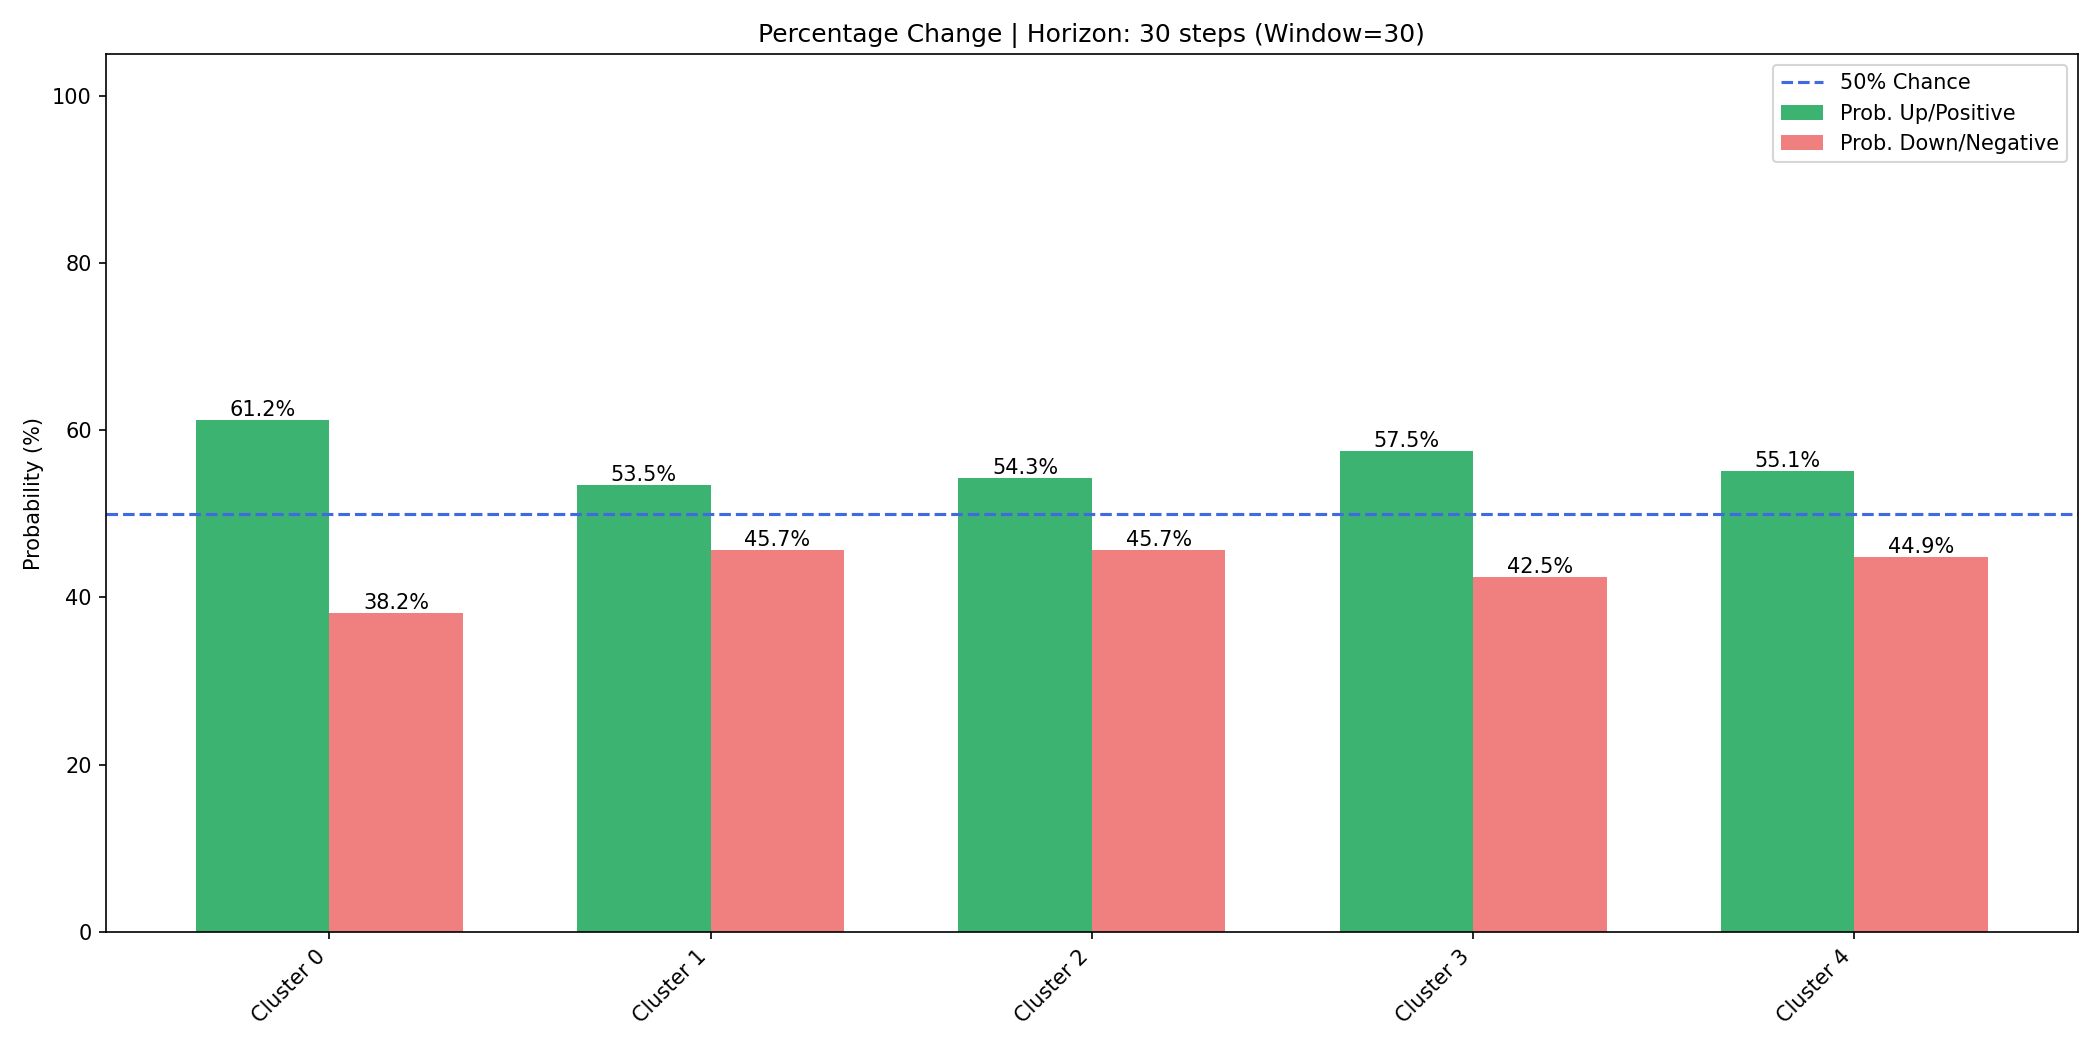 Percentage Change | Horizon: 30 steps (Window=30)
50% Chance
Prob. Up/Positive
Prob. Down/Negative
Probability (%)
100
80
60
40
20
0
61.2%
38.2%
53.5%
45.7%
54.3%
45.7%
57.5%
42.5%
55.1%
44.9%
Cluster 0
Cluster 1
Cluster 2
Cluster 3
Cluster 4